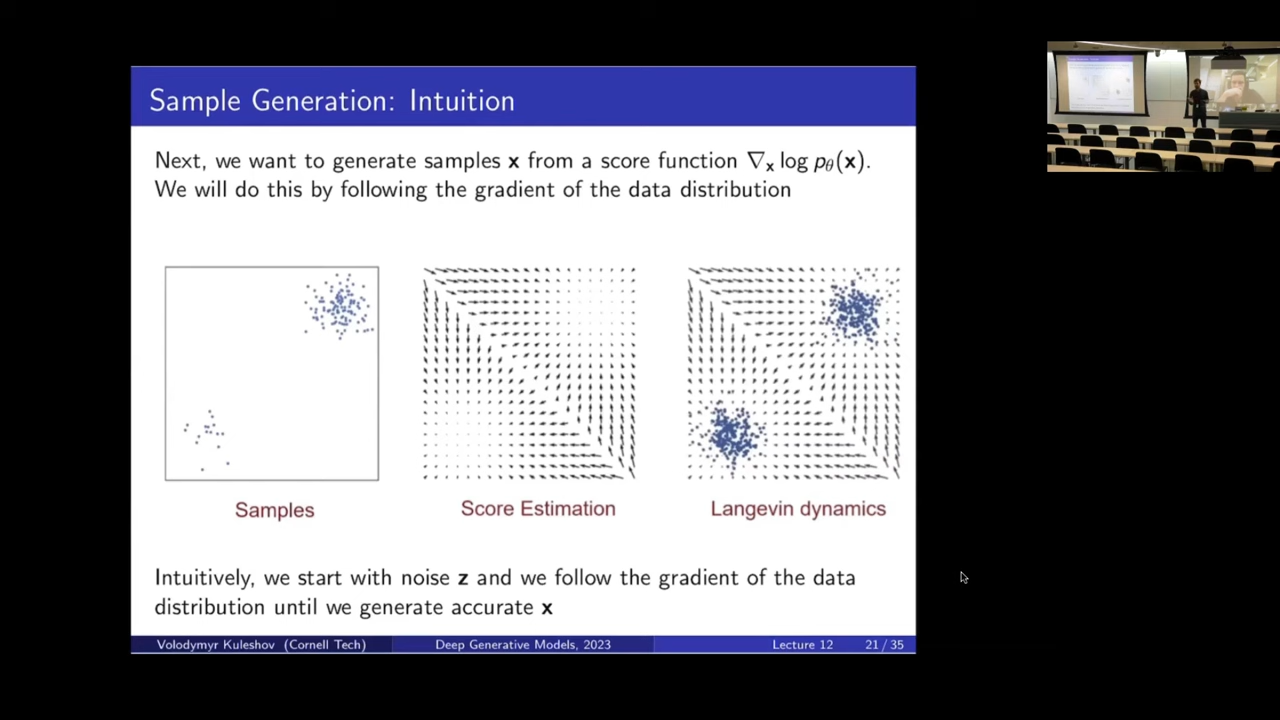 Sample Generation: Intuition
Next, we want to generate samples x from a score function ∇ₓ log pθ(x).
We will do this by following the gradient of the data distribution
Samples
Score Estimation
Langevin dynamics
Intuitively, we start with noise z and we follow the gradient of the data
distribution until we generate accurate x
Volodymyr Kuleshov (Cornell Tech)
Deep Generative Models, 2023
Lecture 12
21 / 35